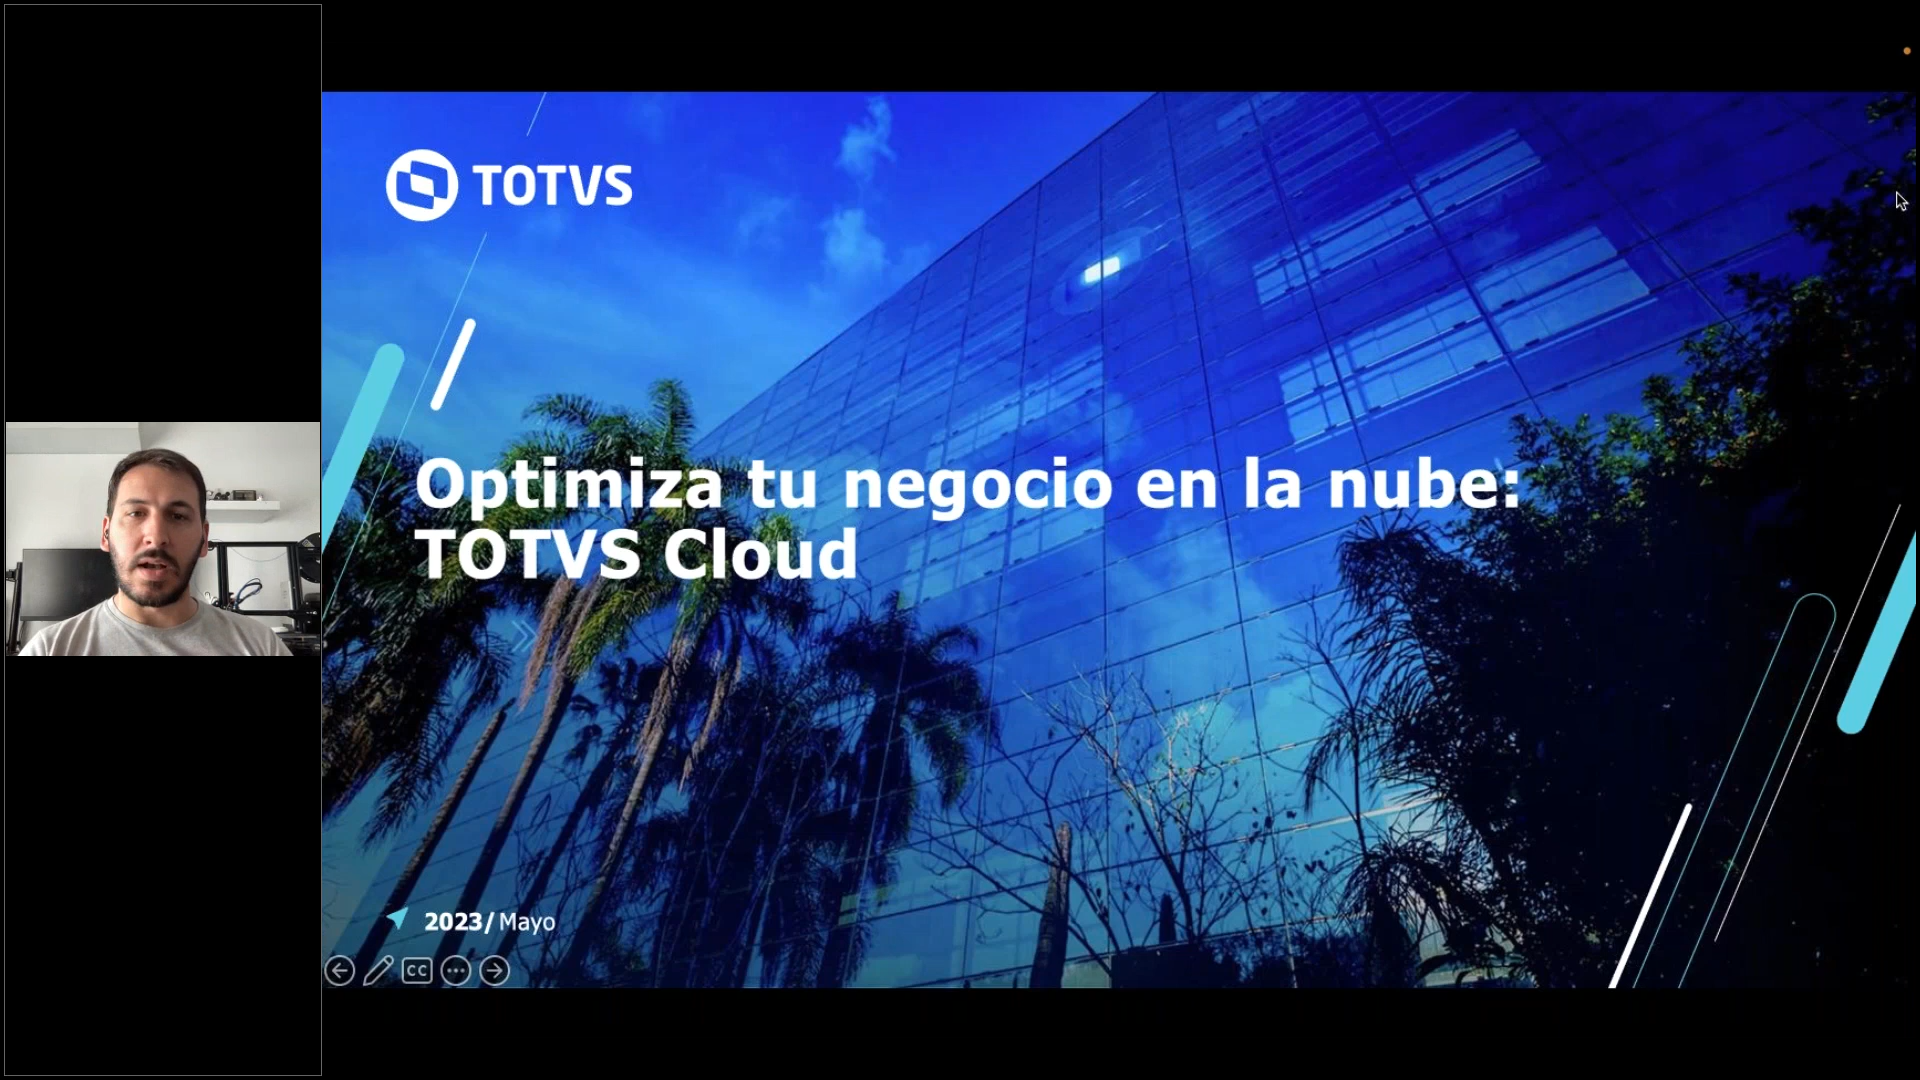 TOTVS
Optimiza tu negocio en la nube:
TOTVS Cloud
2023/ Mayo
CC